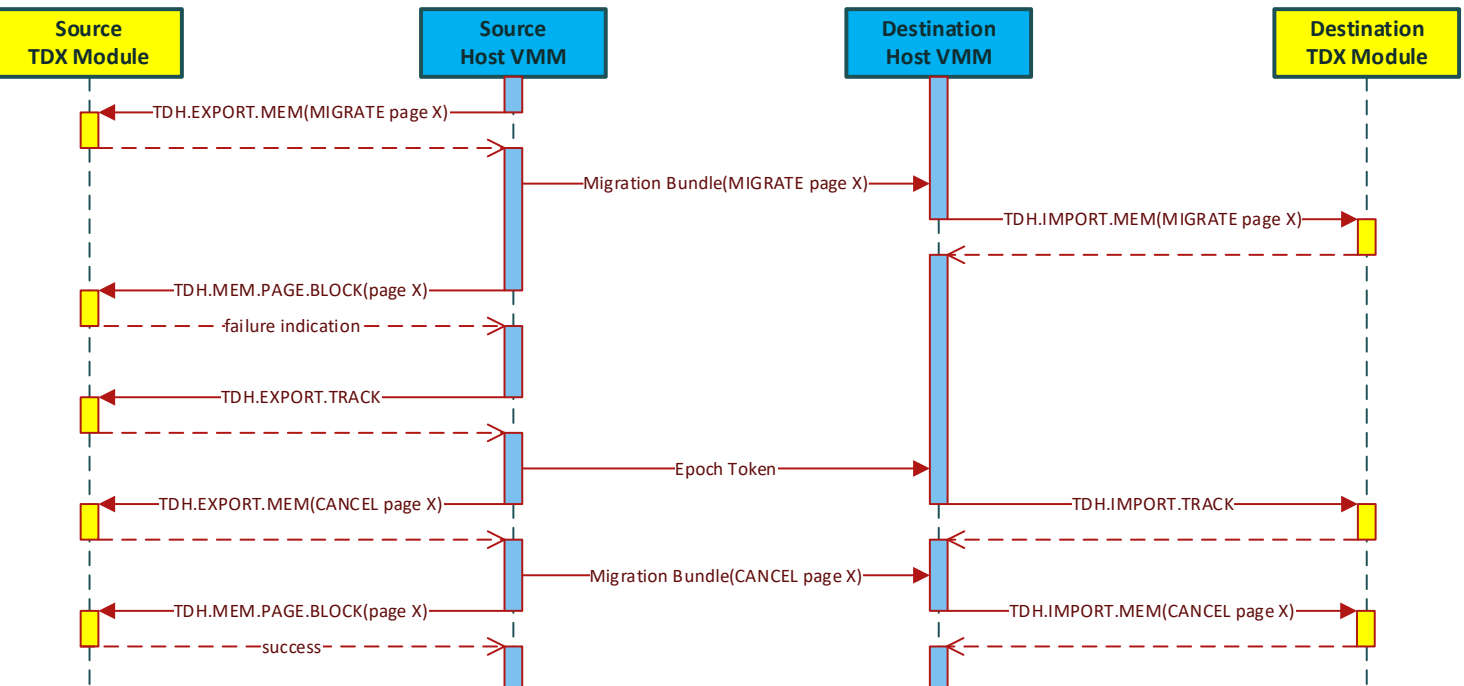 Source
TDX Module
Source
Host VMM
Destination
Host VMM
Destination
TDX Module
TDH.EXPORT.MEM(MIGRATE page X)
Migration Bundle(MIGRATE page X)
TDH.IMPORT.MEM(MIGRATE page X)
TDH.MEM.PAGE.BLOCK(page X)
failure indication
TDH.EXPORT.TRACK
Epoch Token
TDH.EXPORT.MEM(CANCEL page X)
TDH.IMPORT.TRACK
Migration Bundle(CANCEL page X)
TDH.MEM.PAGE.BLOCK(page X)
TDH.IMPORT.MEM(CANCEL page X)
success